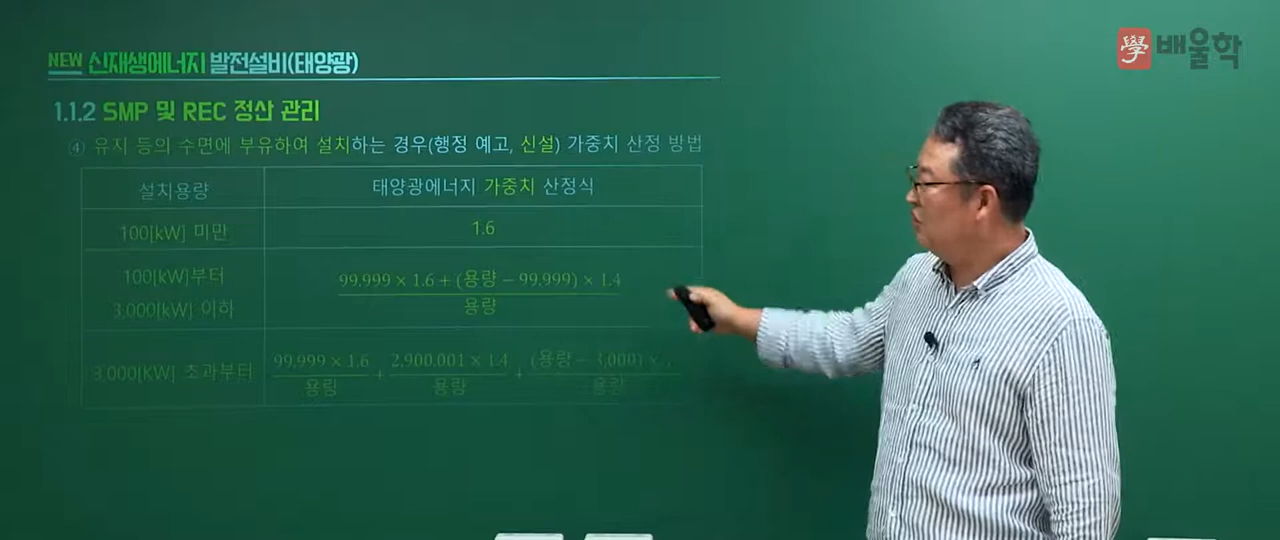 NEW 신재생에너지 발전설비(태양광)
學 배울학
1.1.2 SMP 및 REC 정산 관리
④ 유지 등의 수면에 부유하여 설치하는 경우(행정 예고, 신설) 가중치 산정 방법
설치용량 태양광에너지 가중치 산정식
100[kW] 미만 1.6
100[kW]부터
3,000[kW] 이하
99.999 × 1.6 + (용량 − 99.999) × 1.4
용량
3,000[KW] 초과부터
99.999 × 1.6 + 2,900.001 × 1.4 + (용량 − 3,000) ×
용량 용량 용량